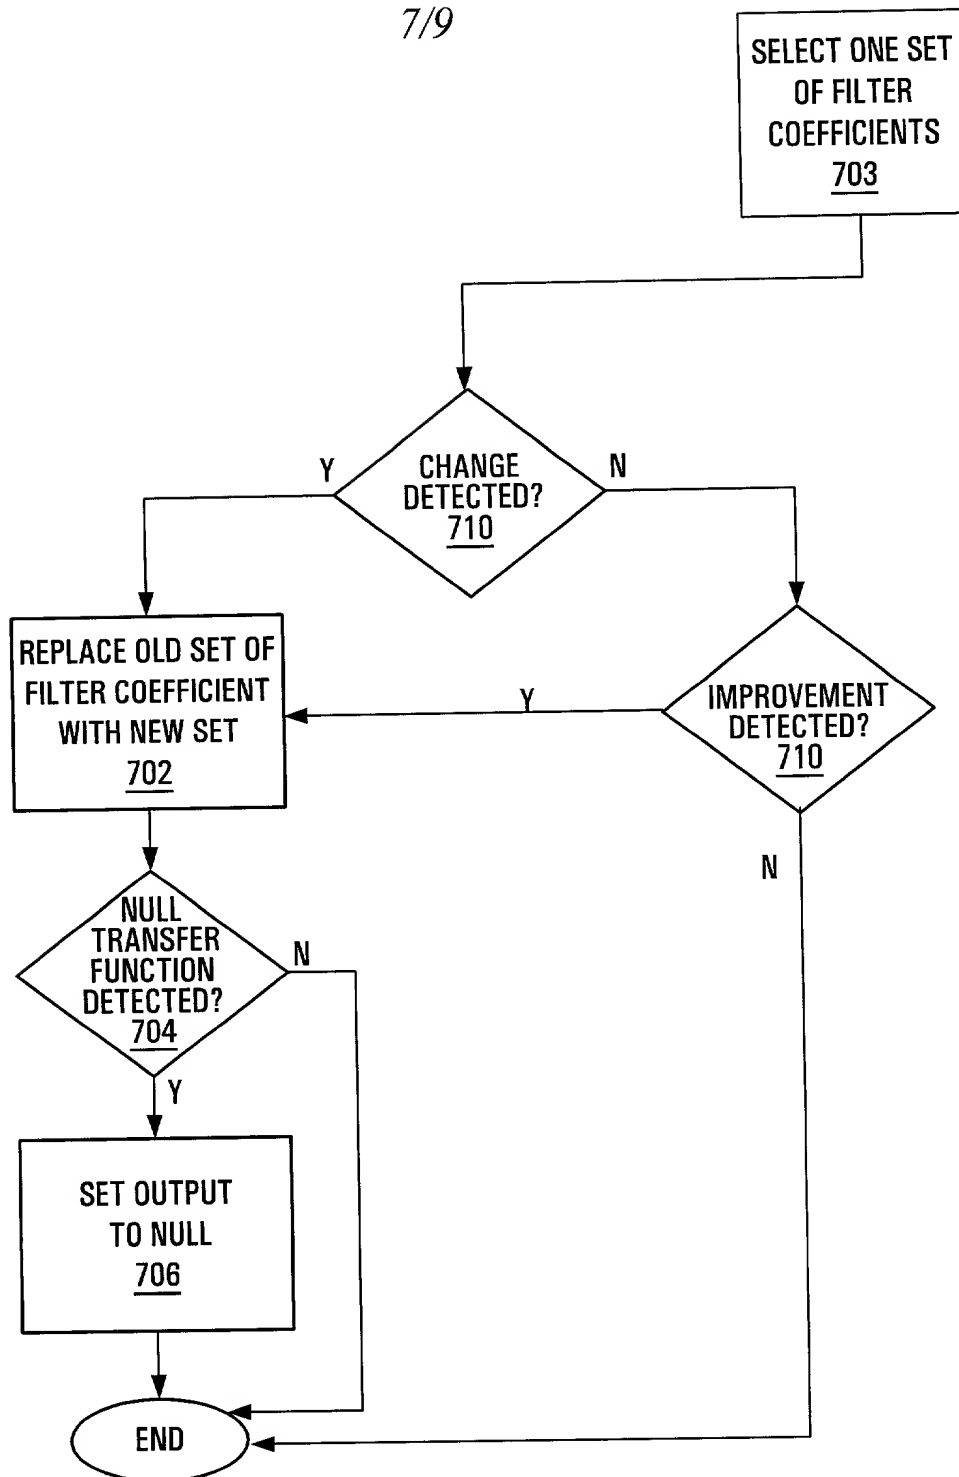 7/9
SELECT ONE SET
OF FILTER
COEFFICIENTS
703
CHANGE
DETECTED?
710
Y
N
REPLACE OLD SET OF
FILTER COEFFICIENT
WITH NEW SET
702
Y
IMPROVEMENT
DETECTED?
710
N
NULL
TRANSFER
FUNCTION
DETECTED?
704
N
Y
SET OUTPUT
TO NULL
706
END